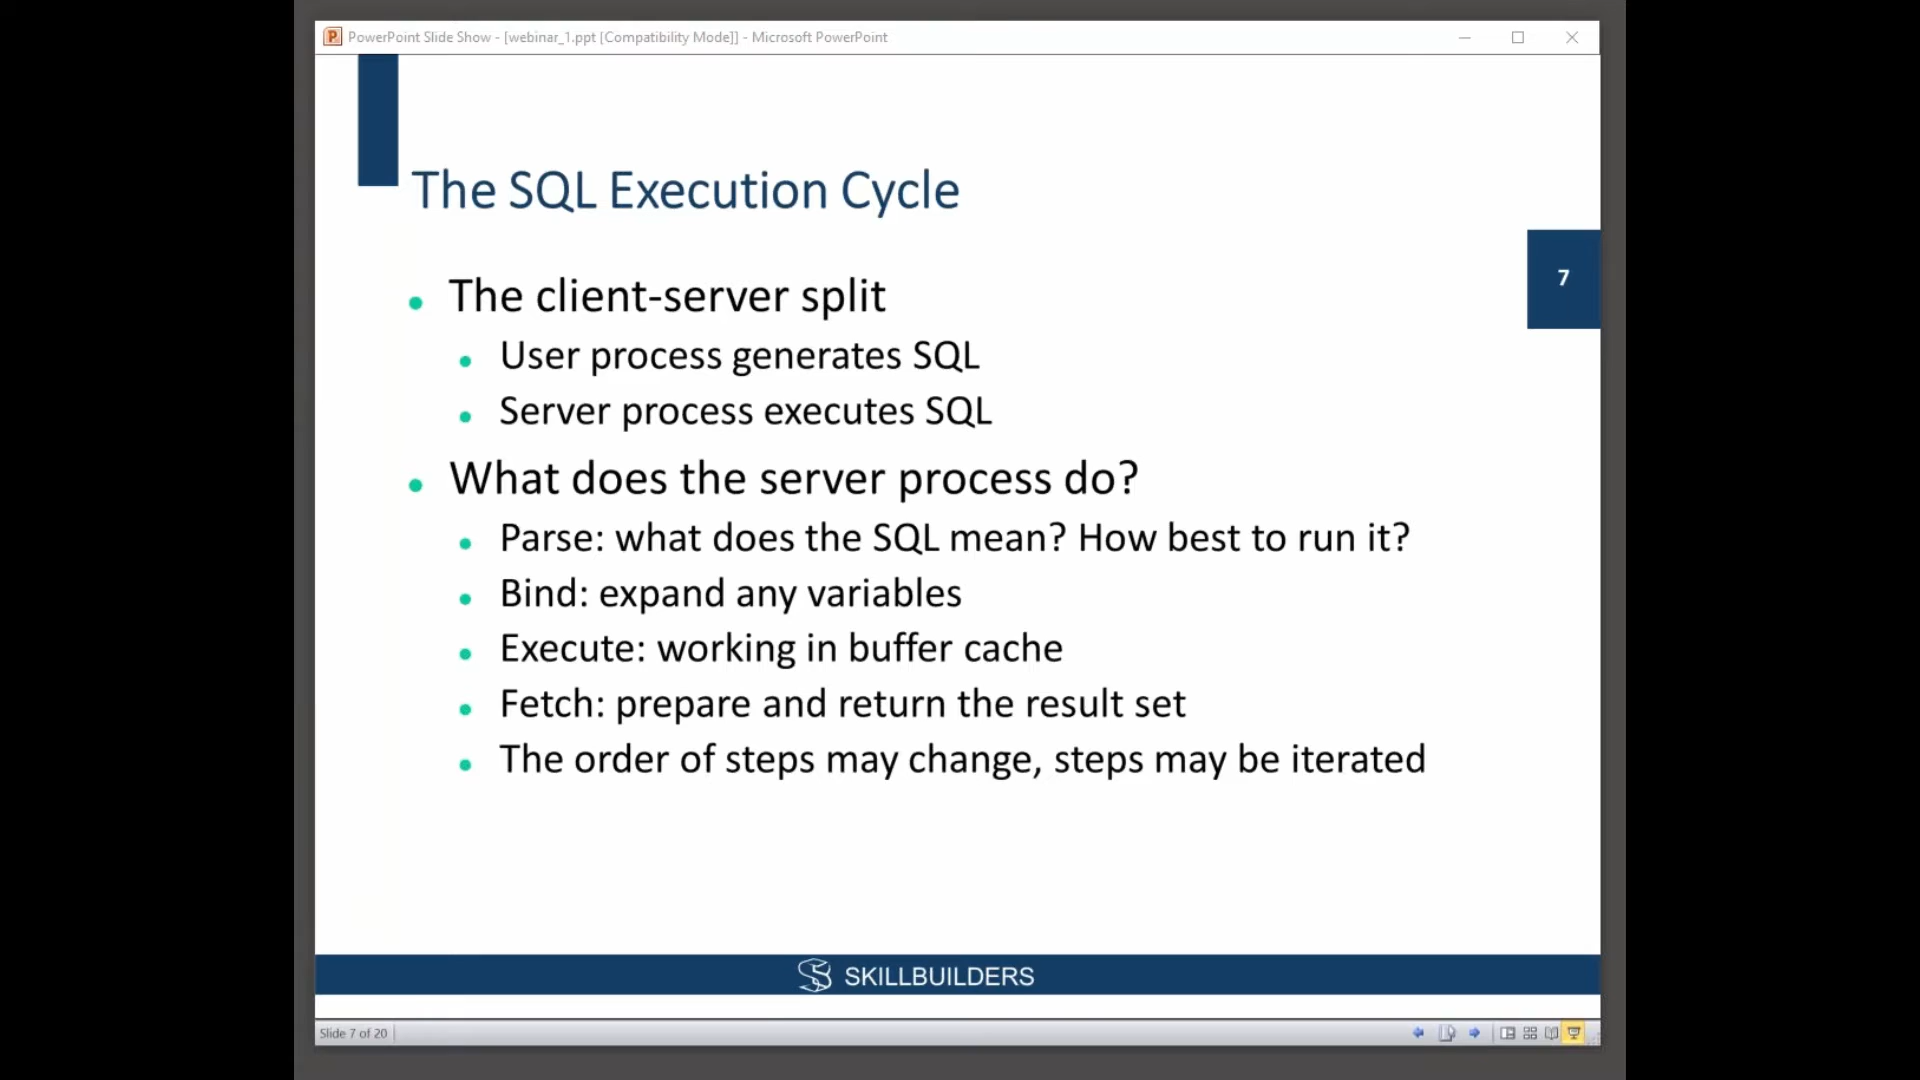 PowerPoint Slide Show - [webinar_1.ppt [Compatibility Mode]] - Microsoft PowerPoint
The SQL Execution Cycle
7
The client-server split
User process generates SQL
Server process executes SQL
What does the server process do?
Parse: what does the SQL mean? How best to run it?
Bind: expand any variables
Execute: working in buffer cache
Fetch: prepare and return the result set
The order of steps may change, steps may be iterated
SKILLBUILDERS
Slide 7 of 20